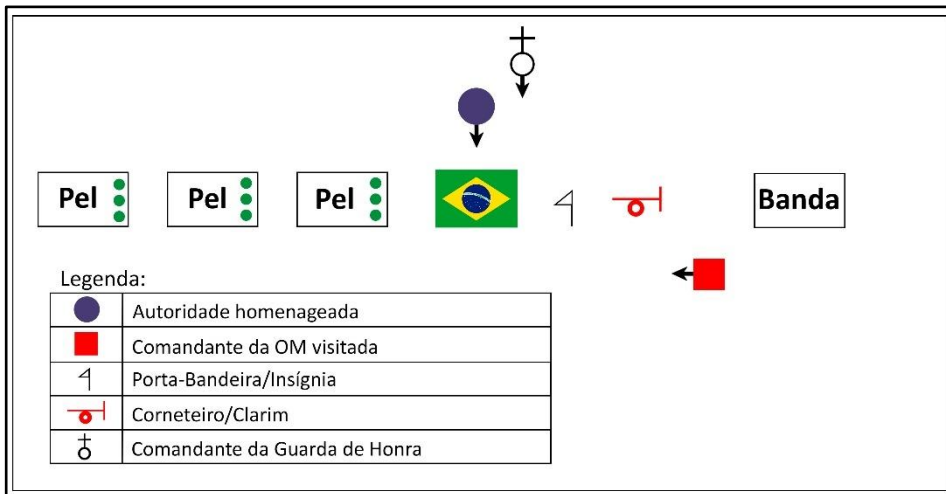 Pel Pel Pel Banda
Legenda:
Autoridade homenageada
Comandante da OM visitada
Porta-Bandeira/Insígnia
Corneteiro/Clarim
Comandante da Guarda de Honra